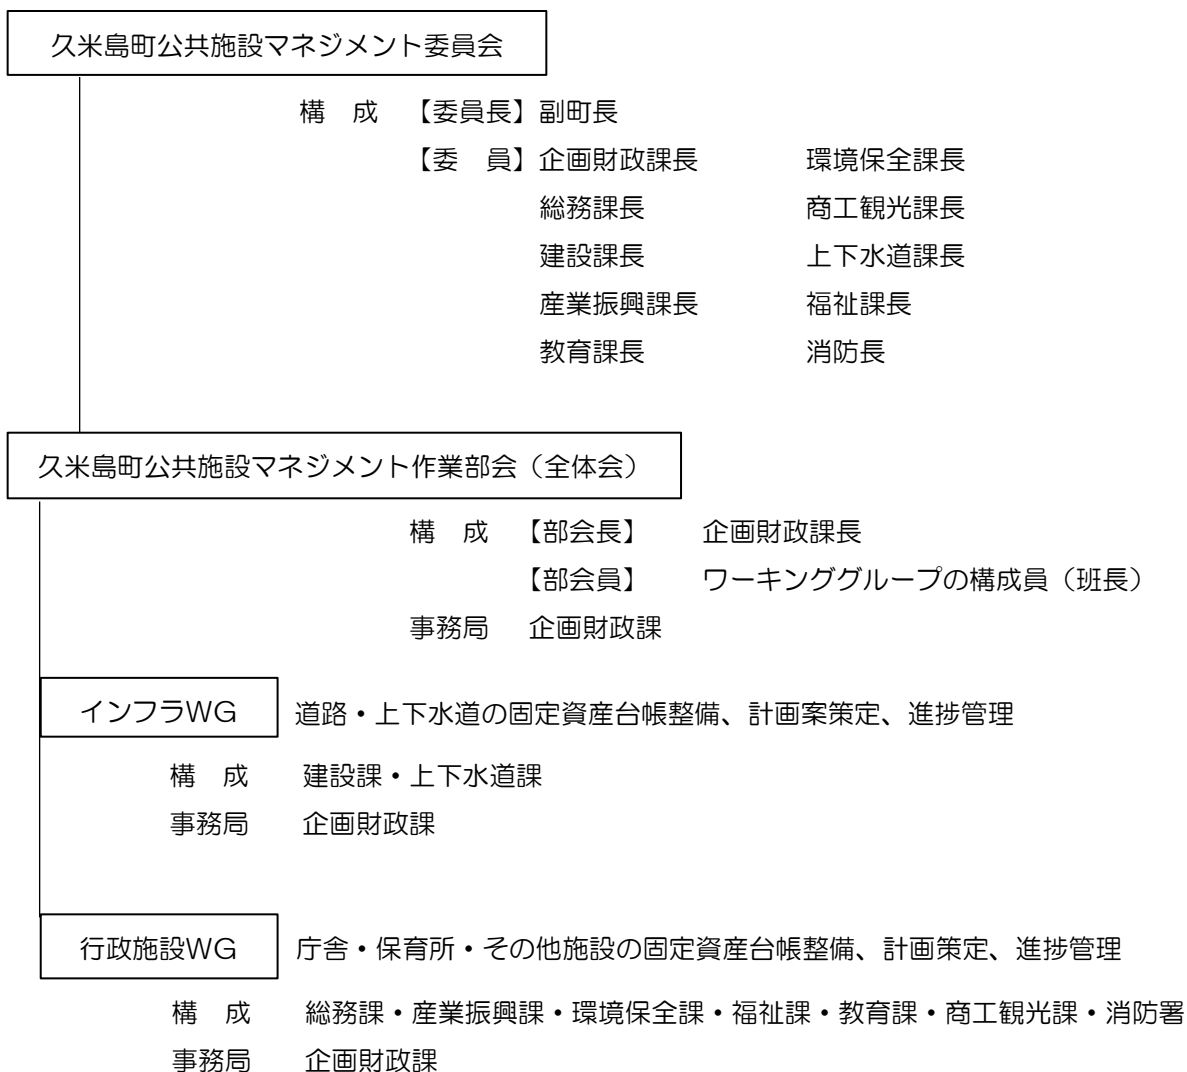 久米島町公共施設マネジメント委員会
構　成　【委員長】副町長
【委　員】企画財政課長　環境保全課長
総務課長　商工観光課長
建設課長　上下水道課長
産業振興課長　福祉課長
教育課長　消防長
久米島町公共施設マネジメント作業部会（全体会）
構　成　【部会長】　企画財政課長
【部会員】　ワーキンググループの構成員（班長）
事務局　企画財政課
インフラWG　道路・上下水道の固定資産台帳整備、計画案策定、進捗管理
構　成　建設課・上下水道課
事務局　企画財政課
行政施設WG　庁舎・保育所・その他施設の固定資産台帳整備、計画策定、進捗管理
構　成　総務課・産業振興課・環境保全課・福祉課・教育課・商工観光課・消防署
事務局　企画財政課